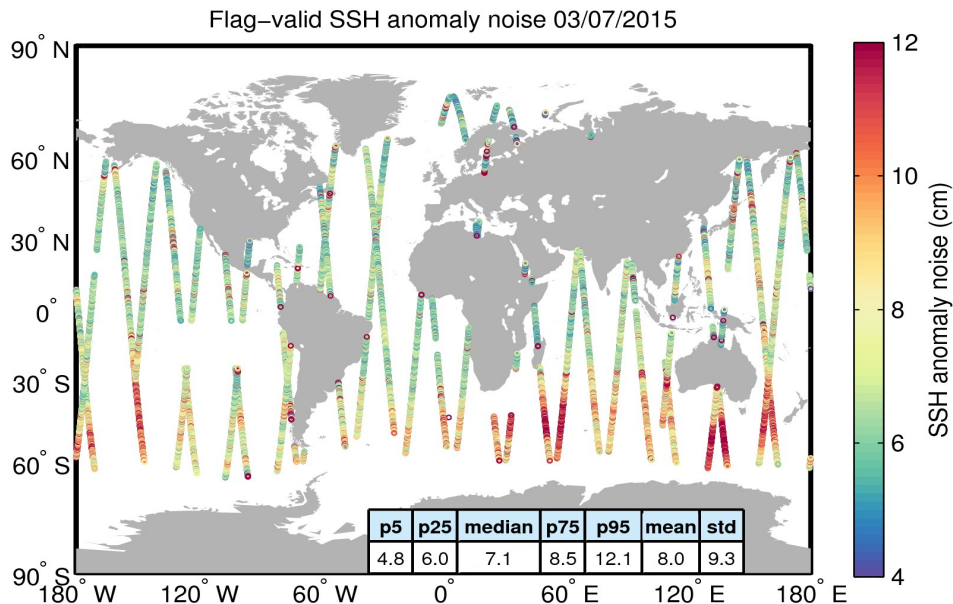 Flag−valid SSH anomaly noise 03/07/2015
90° N
60° N
30° N
0°
30° S
60° S
90° S
180° W
120° W
60° W
0°
60° E
120° E
180° E
p5 p25 median p75 p95 mean std
4.8 6.0 7.1 8.5 12.1 8.0 9.3
12
10
8
6
4
SSH anomaly noise (cm)